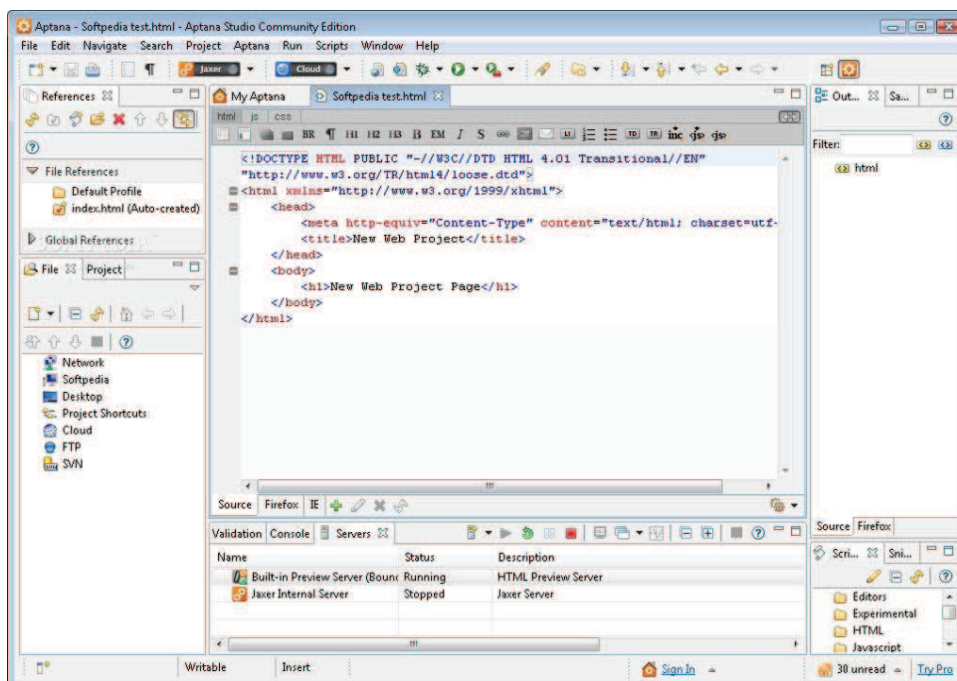 Aptana - Softpedia test.html - Aptana Studio Community Edition
File Edit Navigate Search Project Aptana Run Scripts Window Help
Jaxer Cloud
References
My Aptana
Softpedia test.html
Out...
Sa...
html js css
BR ¶ H1 H2 H3 B EM I S LI TD TR inc <js> <js>
Filter:
html
File References
Default Profile
index.html (Auto-created)
Global References
<!DOCTYPE HTML PUBLIC "-//W3C//DTD HTML 4.01 Transitional//EN"
"http://www.w3.org/TR/html4/loose.dtd">
<html xmlns="http://www.w3.org/1999/xhtml">
<head>
<meta http-equiv="Content-Type" content="text/html; charset=utf-
<title>New Web Project</title>
</head>
<body>
<h1>New Web Project Page</h1>
</body>
</html>
File
Project
Network
Softpedia
Desktop
Project Shortcuts
Cloud
FTP
SVN
Source Firefox IE
Source Firefox
Validation Console Servers
Name Status Description
Built-in Preview Server (Bound Running HTML Preview Server
Jaxer Internal Server Stopped Jaxer Server
Scri...
Sni...
Editors
Experimental
HTML
Javascript
Writable Insert Sign In 30 unread Try Pro